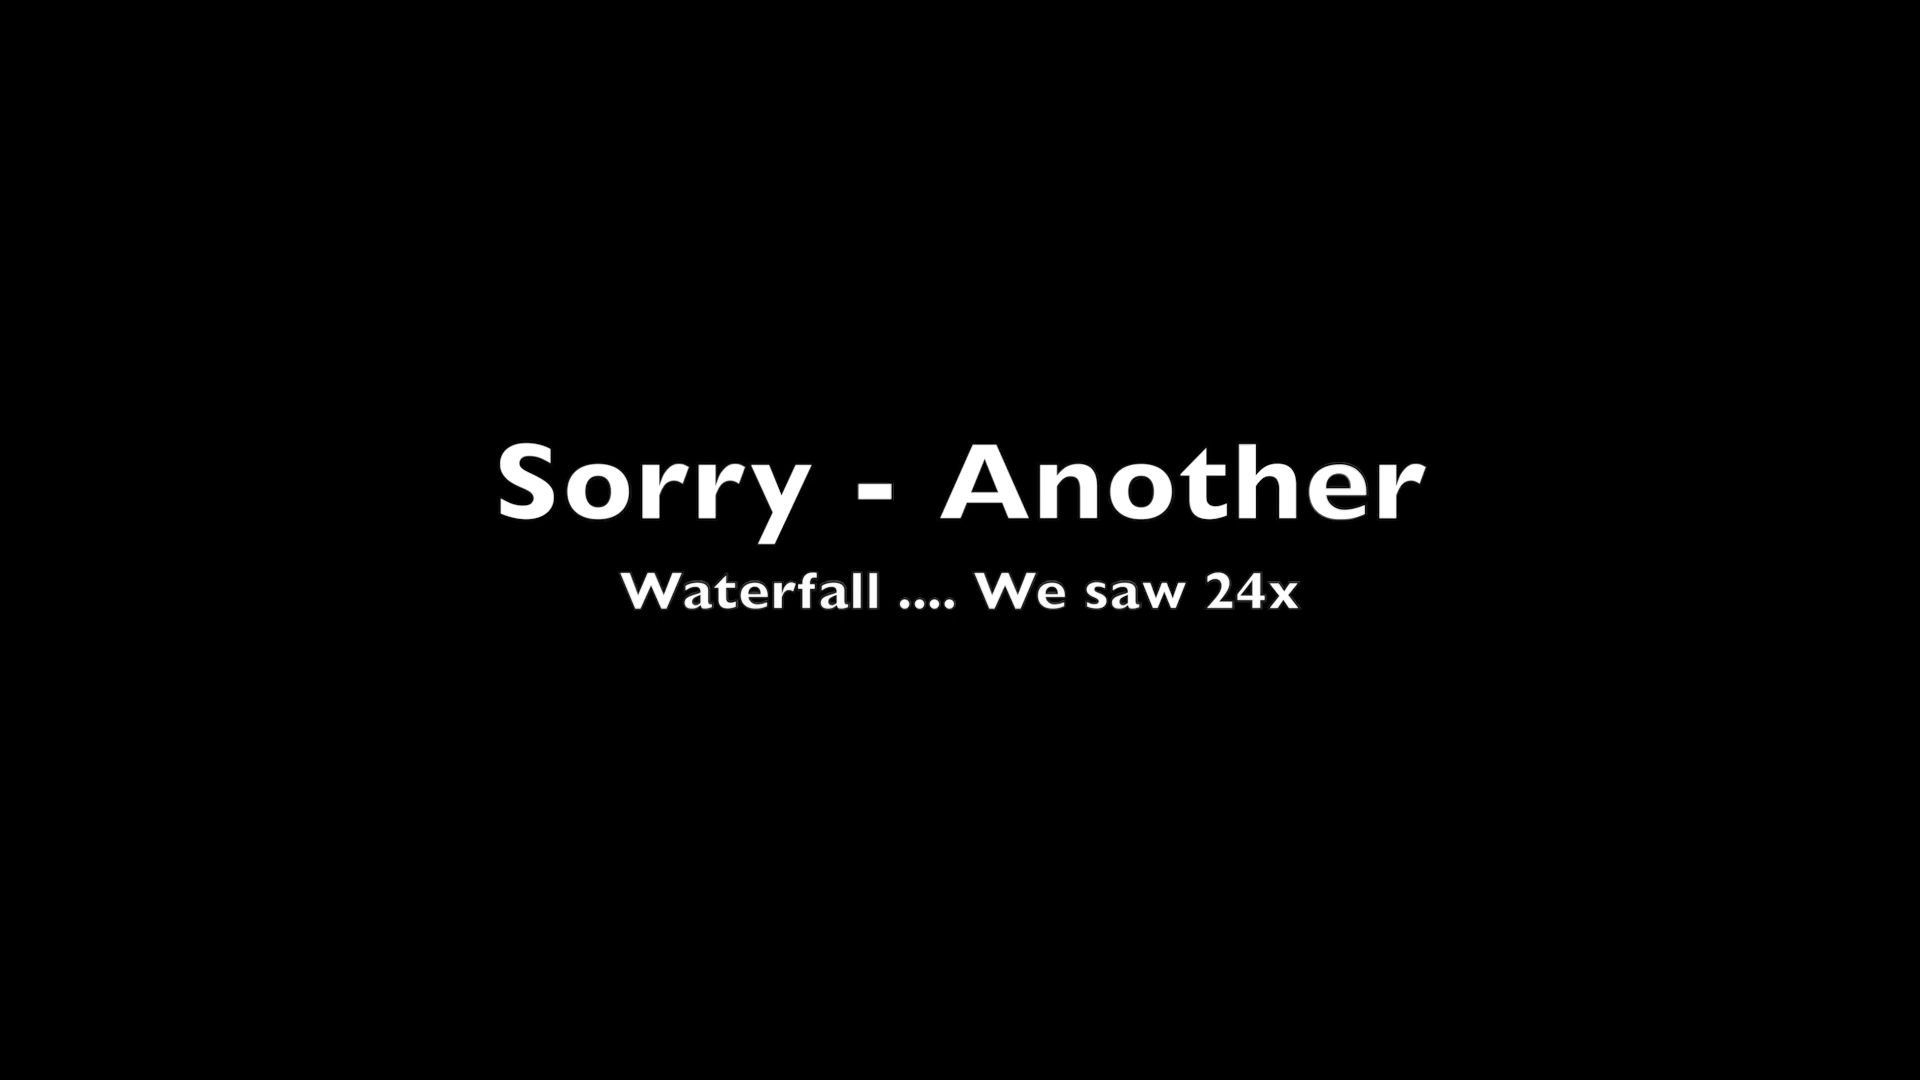 Sorry - Another
Waterfall .... We saw 24x